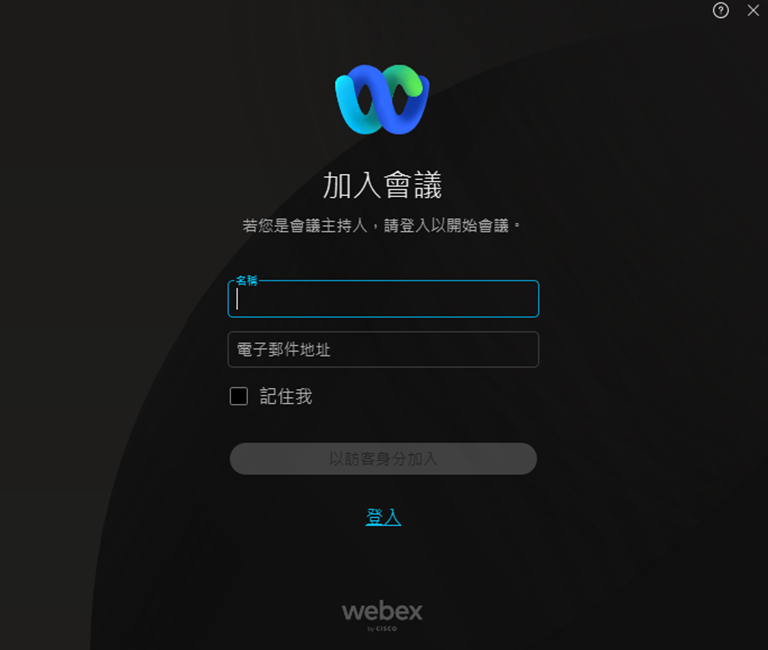 加入會議
若您是會議主持人，請登入以開始會議。
名稱
電子郵件地址
記住我
以訪客身分加入
登入
webex
by CISCO